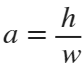 a = h/w